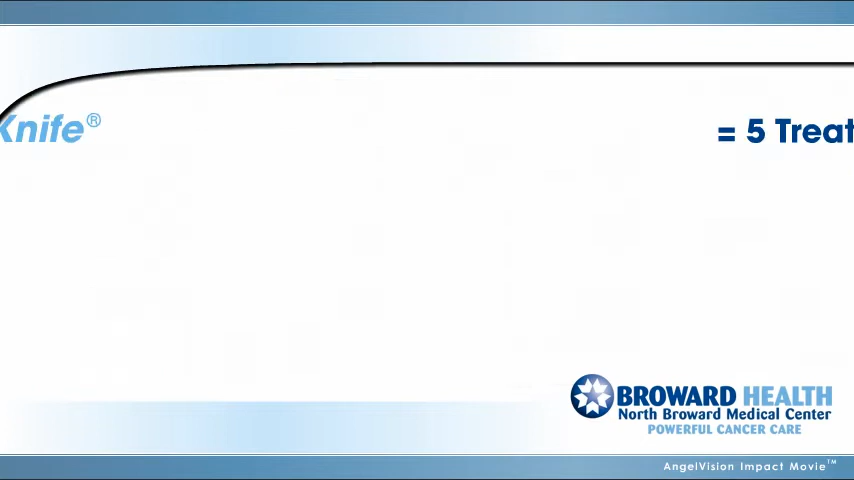 Knife®
= 5 Treat
BROWARD HEALTH
North Broward Medical Center
POWERFUL CANCER CARE
AngelVision Impact Movie™